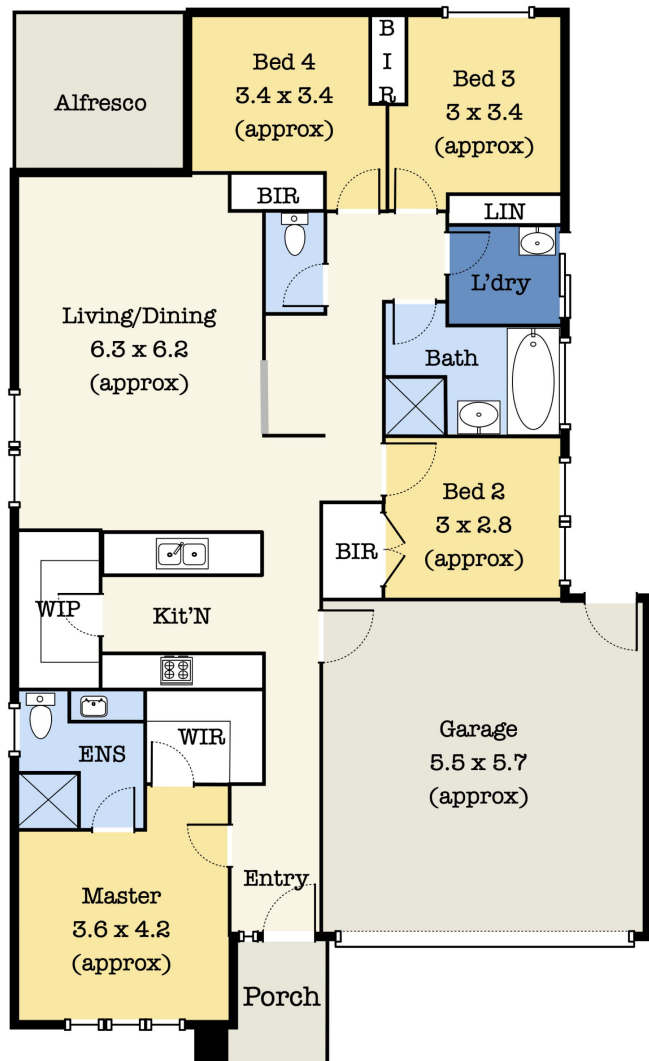 Alfresco
Bed 4
3.4 x 3.4
(approx)
B
I
R
Bed 3
3 x 3.4
(approx)
BIR
LIN
L'dry
Living/Dining
6.3 x 6.2
(approx)
Bath
Bed 2
3 x 2.8
(approx)
BIR
WIP
Kit'N
WIR
ENS
Garage
5.5 x 5.7
(approx)
Entry
Master
3.6 x 4.2
(approx)
Porch